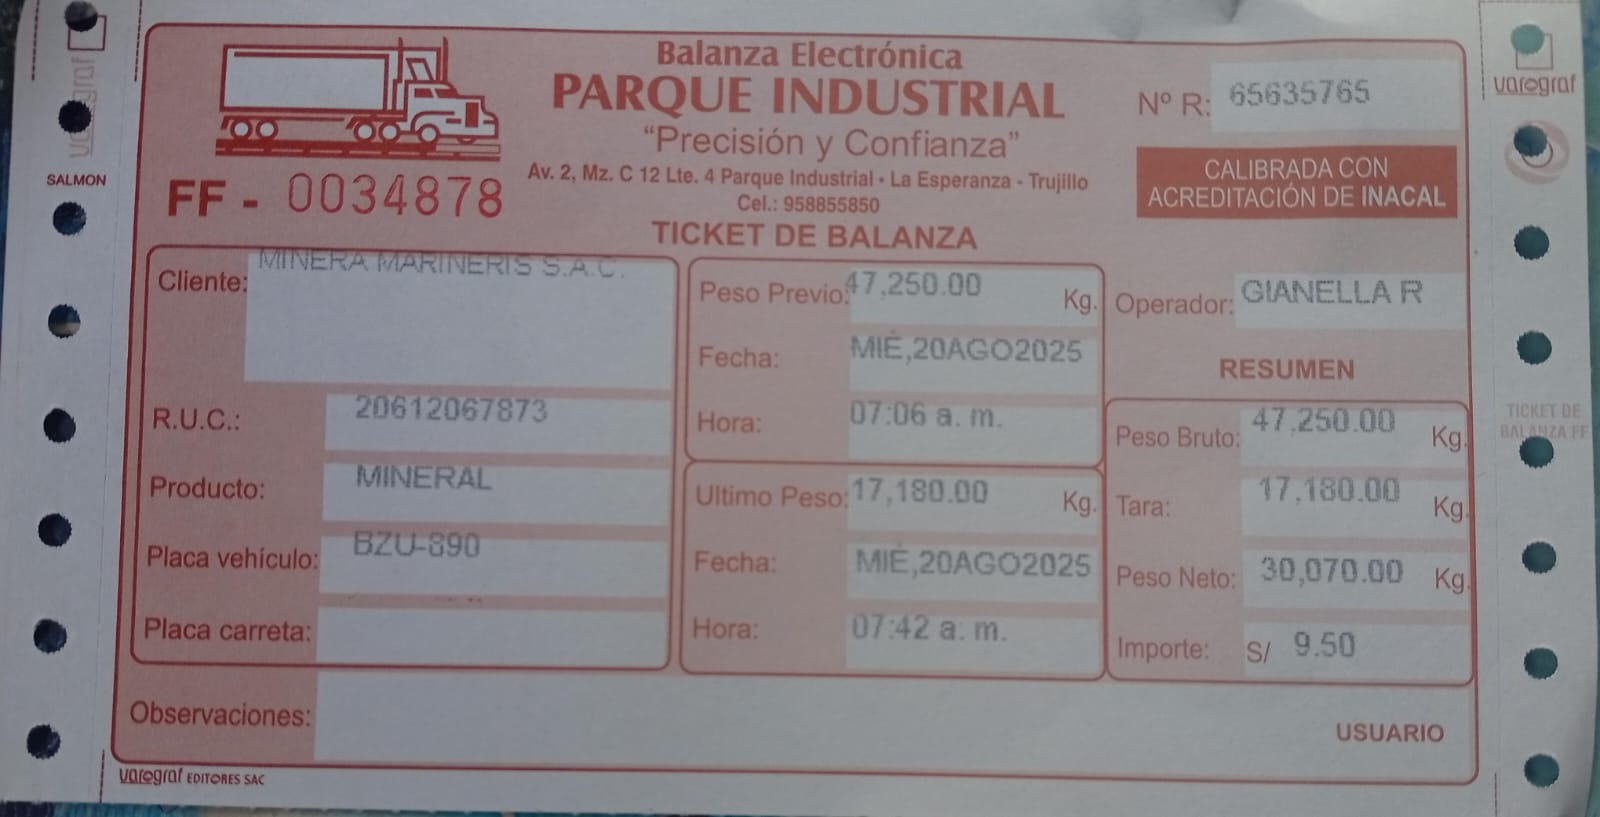 Balanza Electrónica
PARQUE INDUSTRIAL
"Precisión y Confianza"
Av. 2, Mz. C 12 Lte. 4 Parque Industrial • La Esperanza - Trujillo
Cel.: 958855850
TICKET DE BALANZA
FF - 0034878
Nº R: 65635765
CALIBRADA CON
ACREDITACIÓN DE INACAL
Cliente: MINERA MARINERIS S.A.C.
R.U.C.: 20612067873
Producto: MINERAL
Placa vehículo: BZU-890
Placa carreta:
Peso Previo: 47,250.00 Kg.
Fecha: MIÉ,20AGO2025
Hora: 07:06 a. m.
Ultimo Peso: 17,180.00 Kg.
Fecha: MIÉ,20AGO2025
Hora: 07:42 a. m.
Operador: GIANELLA R
RESUMEN
Peso Bruto: 47,250.00 Kg.
Tara: 17,180.00 Kg.
Peso Neto: 30,070.00 Kg.
Importe: S/ 9.50
Observaciones:
USUARIO
varograf EDITORES SAC
varograf
SALMON
varograf
TICKET DE
BALANZA FF